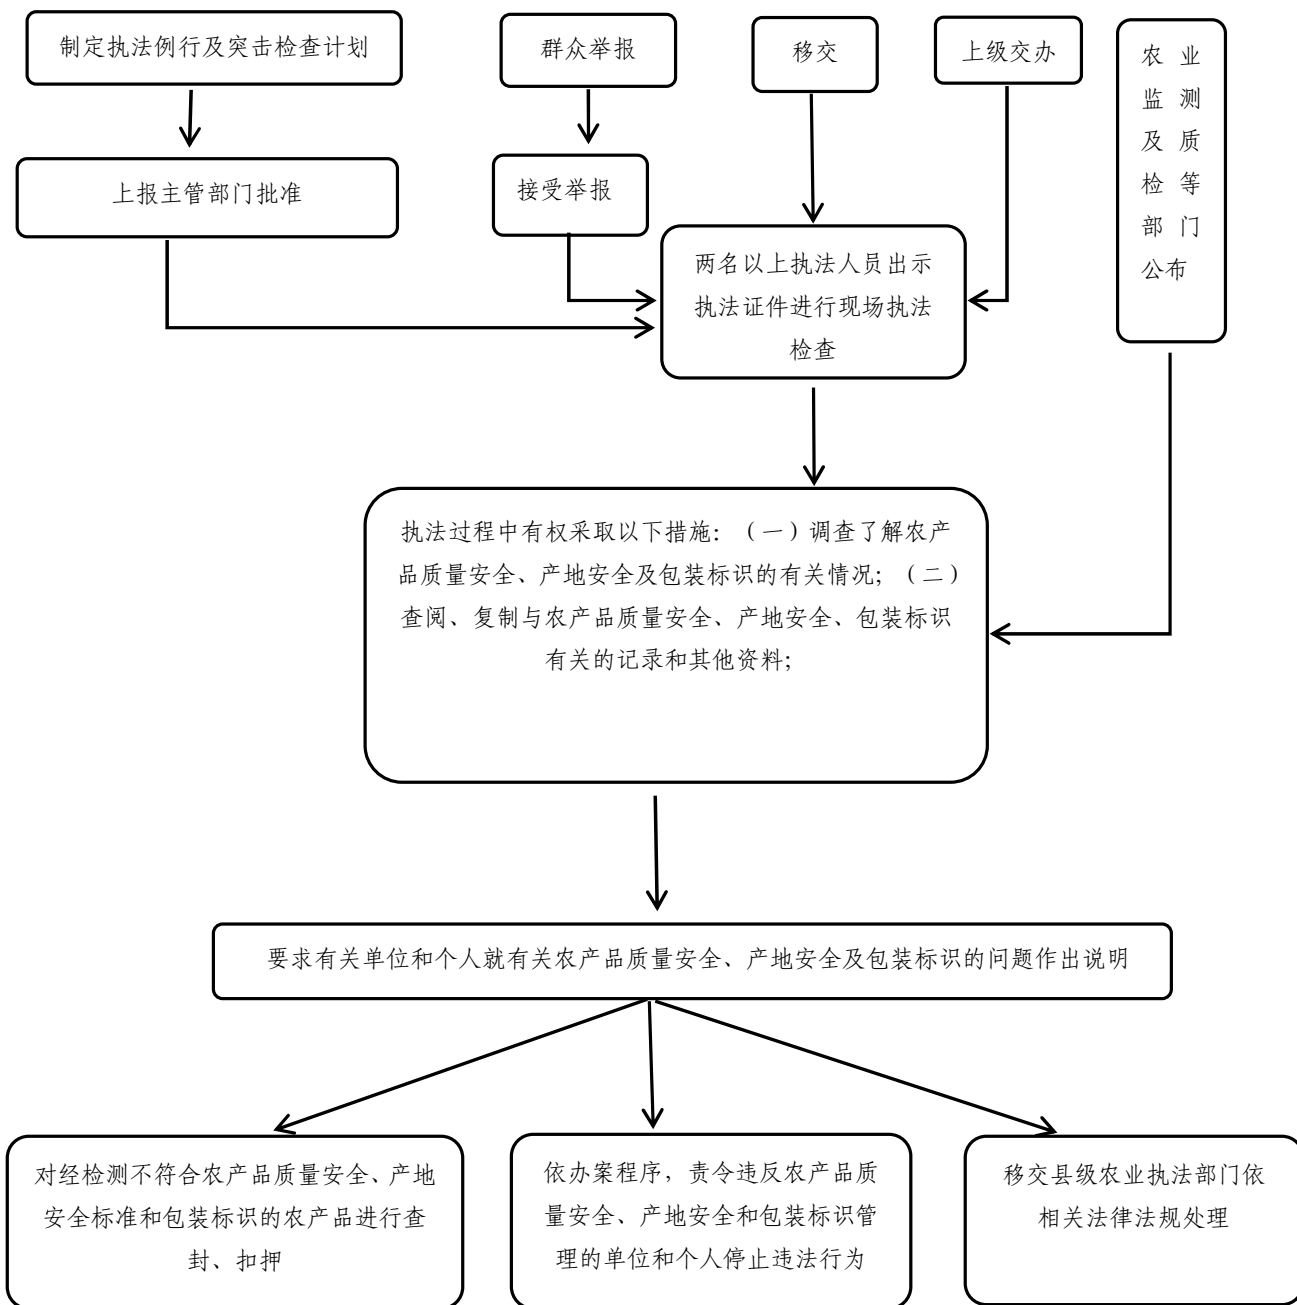 制定执法例行及突击检查计划
群众举报
移交
上级交办
农业
监测
及质
检等
部门
公布
上报主管部门批准
接受举报
两名以上执法人员出示
执法证件进行现场执法
检查
执法过程中有权采取以下措施：（一）调查了解农产
品质量安全、产地安全及包装标识的有关情况；（二）
查阅、复制与农产品质量安全、产地安全、包装标识
有关的记录和其他资料；
要求有关单位和个人就有关农产品质量安全、产地安全及包装标识的问题作出说明
对经检测不符合农产品质量安全、产地
安全标准和包装标识的农产品进行查
封、扣押
依办案程序，责令违反农产品质
量安全、产地安全和包装标识管
理的单位和个人停止违法行为
移交县级农业执法部门依
相关法律法规处理